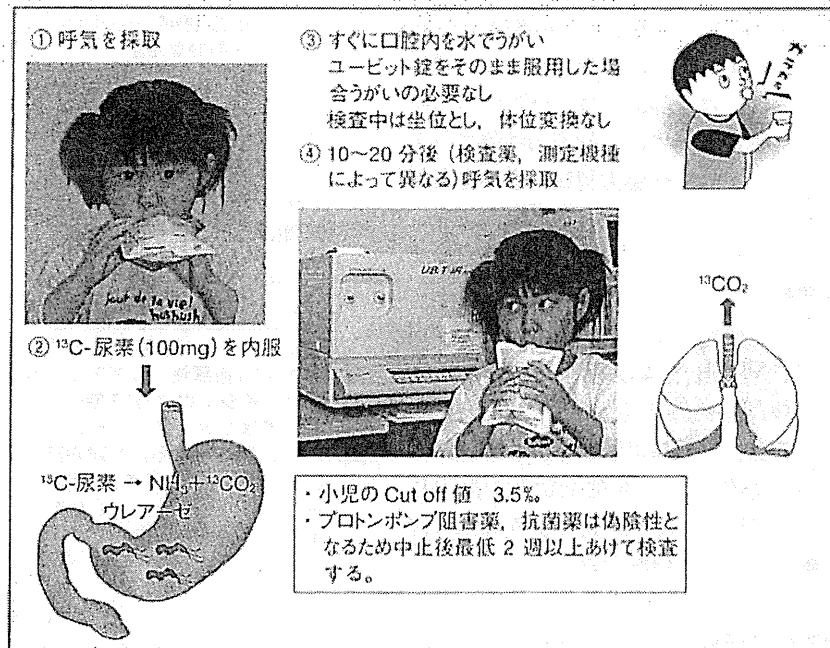 ① 呼気を採取
② ¹³C-尿素(100mg)を内服
¹³C-尿素 → NH₃+¹³CO₂
ウレアーゼ
③ すぐに口腔内を水でうがい
ユービット錠をそのまま服用した場
合うがいの必要なし
検査中は坐位とし，体位変換なし
④ 10〜20 分後 (検査薬，測定機種
によって異なる)呼気を採取
¹³CO₂
・小児の Cut off 値　3.5‰
・プロトンポンプ阻害薬，抗菌薬は偽陰性と
なるため中止後最低 2 週以上あけて検査
する。